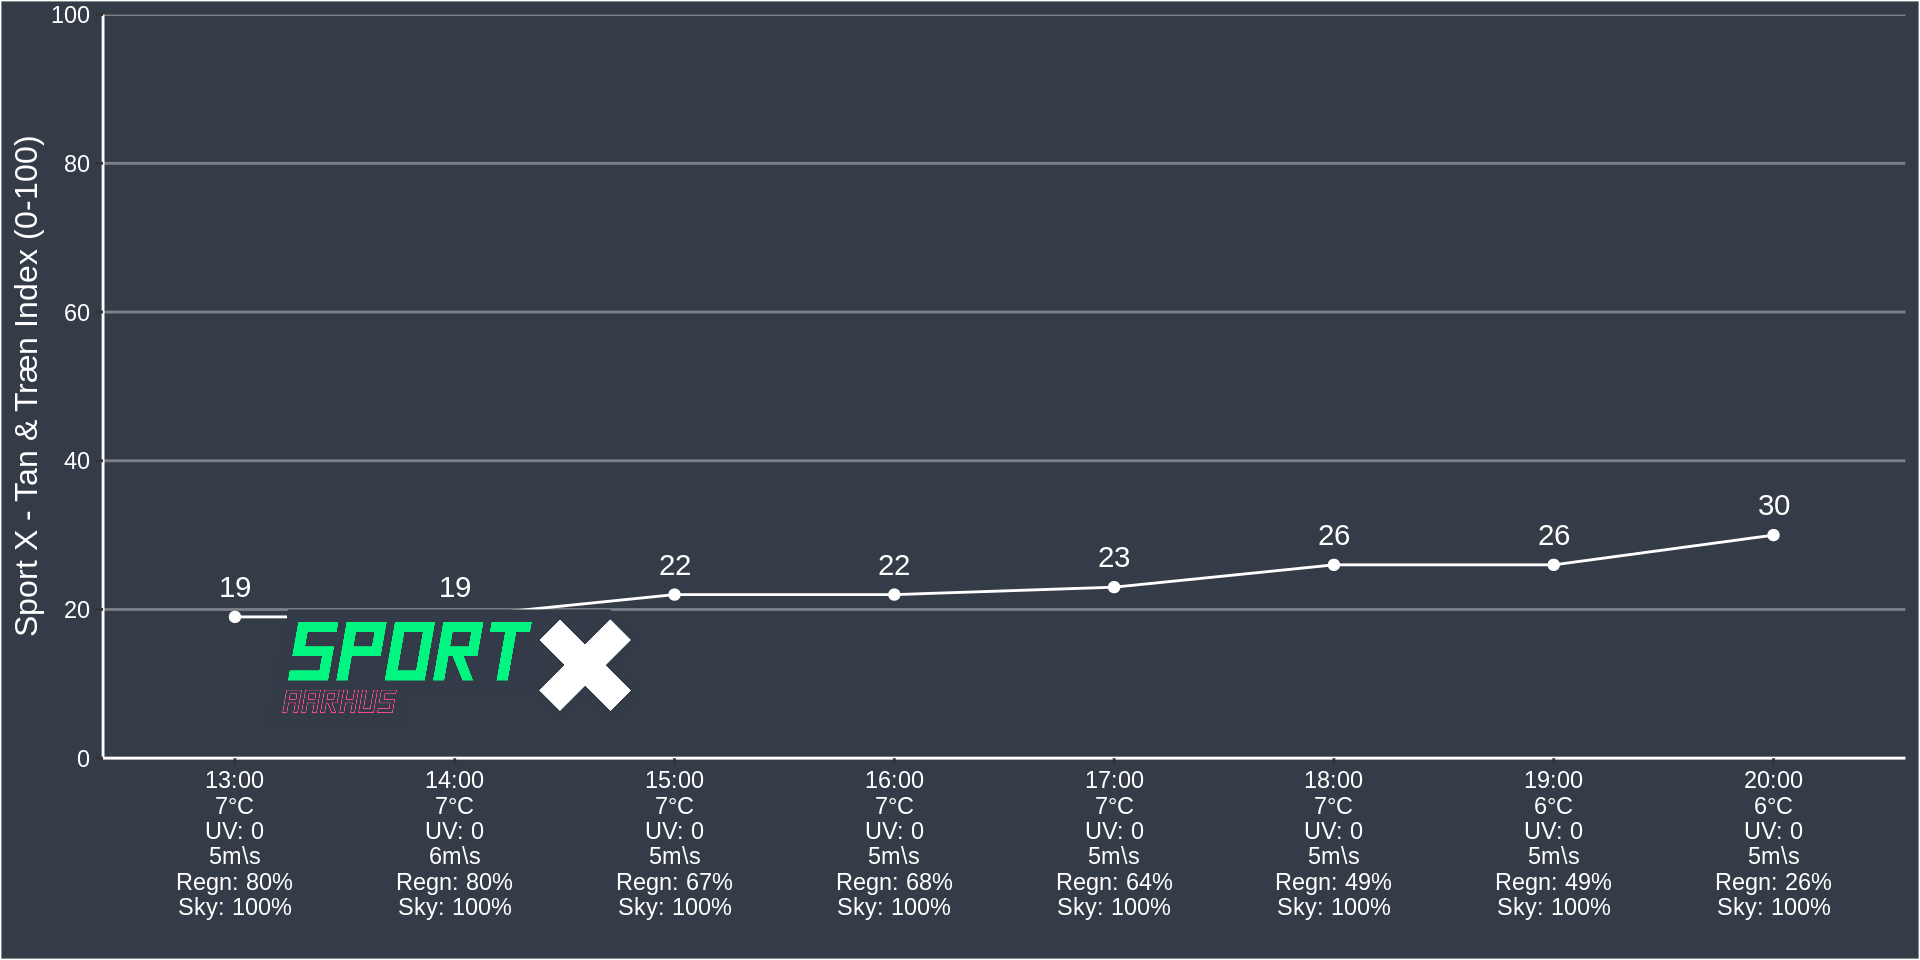 Sport X - Tan & Træn Index (0-100)
100
80
60
40
20
0
19
19
22
22
23
26
26
30
SPORT X
AARHUS
13:00
7°C
UV: 0
5m\s
Regn: 80%
Sky: 100%
14:00
7°C
UV: 0
6m\s
Regn: 80%
Sky: 100%
15:00
7°C
UV: 0
5m\s
Regn: 67%
Sky: 100%
16:00
7°C
UV: 0
5m\s
Regn: 68%
Sky: 100%
17:00
7°C
UV: 0
5m\s
Regn: 64%
Sky: 100%
18:00
7°C
UV: 0
5m\s
Regn: 49%
Sky: 100%
19:00
6°C
UV: 0
5m\s
Regn: 49%
Sky: 100%
20:00
6°C
UV: 0
5m\s
Regn: 26%
Sky: 100%